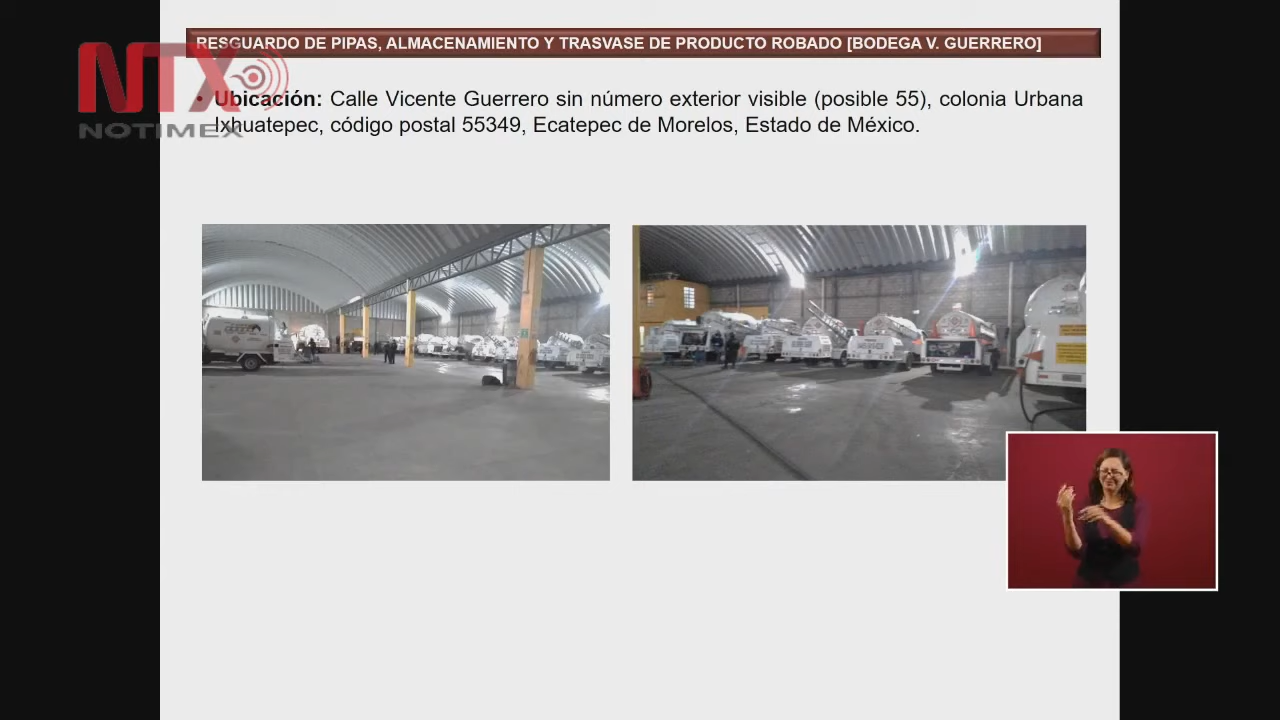 RESGUARDO DE PIPAS, ALMACENAMIENTO Y TRASVASE DE PRODUCTO ROBADO [BODEGA V. GUERRERO]
NTX
NOTIMEX
• Ubicación: Calle Vicente Guerrero sin número exterior visible (posible 55), colonia Urbana
Ixhuatepec, código postal 55349, Ecatepec de Morelos, Estado de México.